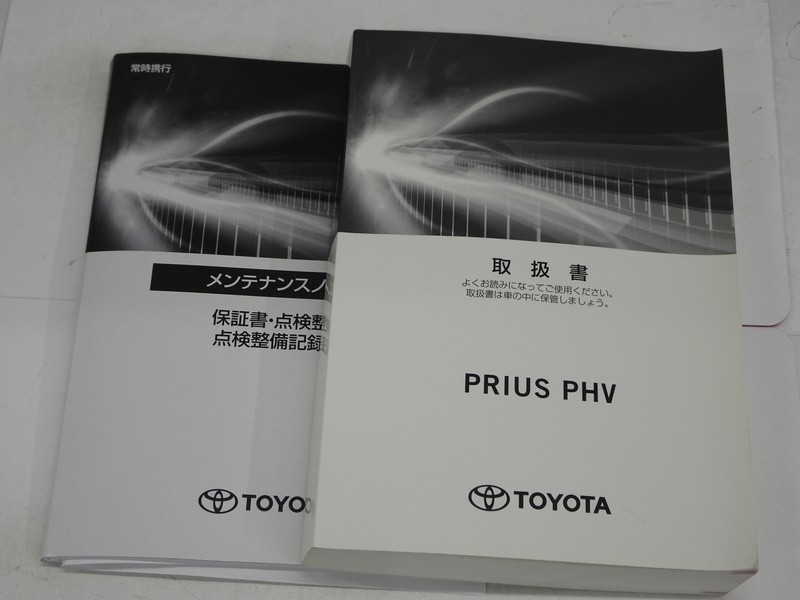 常時携行
メンテナンスノ
保証書・点検整
点検整備記録
TOYO
取扱書
よくお読みになってご使用ください。
取扱書は車の中に保管しましょう。
PRIUS PHV
TOYOTA